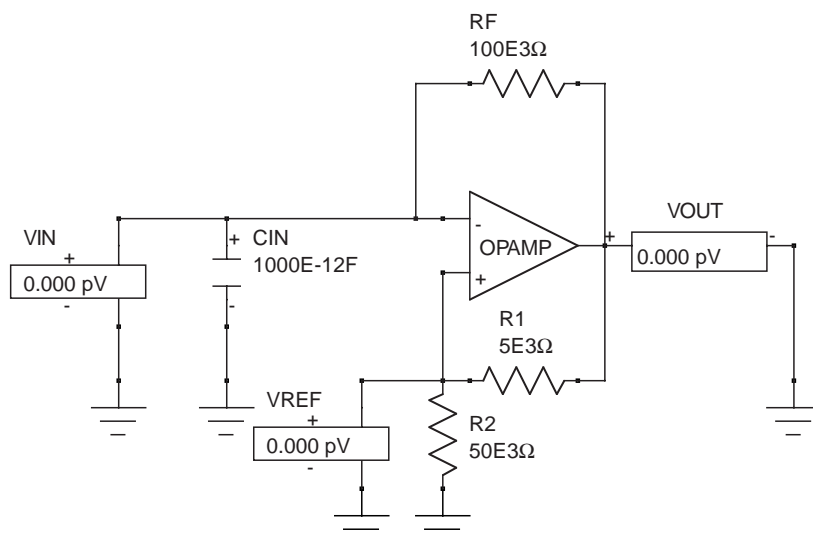 RF
100E3Ω
VIN
+
0.000 pV
-
+
CIN
1000E-12F
-
-
OPAMP
+
+
VOUT
-
0.000 pV
R1
5E3Ω
VREF
+
0.000 pV
-
R2
50E3Ω